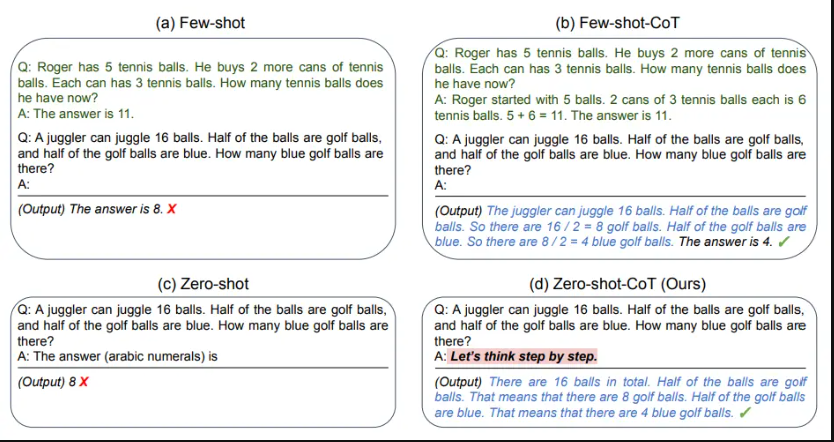 (a) Few-shot
Q: Roger has 5 tennis balls. He buys 2 more cans of tennis
balls. Each can has 3 tennis balls. How many tennis balls does
he have now?
A: The answer is 11.
Q: A juggler can juggle 16 balls. Half of the balls are golf balls,
and half of the golf balls are blue. How many blue golf balls are
there?
A:
(Output) The answer is 8. X
(b) Few-shot-CoT
Q: Roger has 5 tennis balls. He buys 2 more cans of tennis
balls. Each can has 3 tennis balls. How many tennis balls does
he have now?
A: Roger started with 5 balls. 2 cans of 3 tennis balls each is 6
tennis balls. 5 + 6 = 11. The answer is 11.
Q: A juggler can juggle 16 balls. Half of the balls are golf balls,
and half of the golf balls are blue. How many blue golf balls are
there?
A:
(Output) The juggler can juggle 16 balls. Half of the balls are golf
balls. So there are 16 / 2 = 8 golf balls. Half of the golf balls are
blue. So there are 8 / 2 = 4 blue golf balls. The answer is 4. ✓
(c) Zero-shot
Q: A juggler can juggle 16 balls. Half of the balls are golf balls,
and half of the golf balls are blue. How many blue golf balls are
there?
A: The answer (arabic numerals) is
(Output) 8 X
(d) Zero-shot-CoT (Ours)
Q: A juggler can juggle 16 balls. Half of the balls are golf balls,
and half of the golf balls are blue. How many blue golf balls are
there?
A: Let's think step by step.
(Output) There are 16 balls in total. Half of the balls are golf
balls. That means that there are 8 golf balls. Half of the golf balls
are blue. That means that there are 4 blue golf balls. ✓